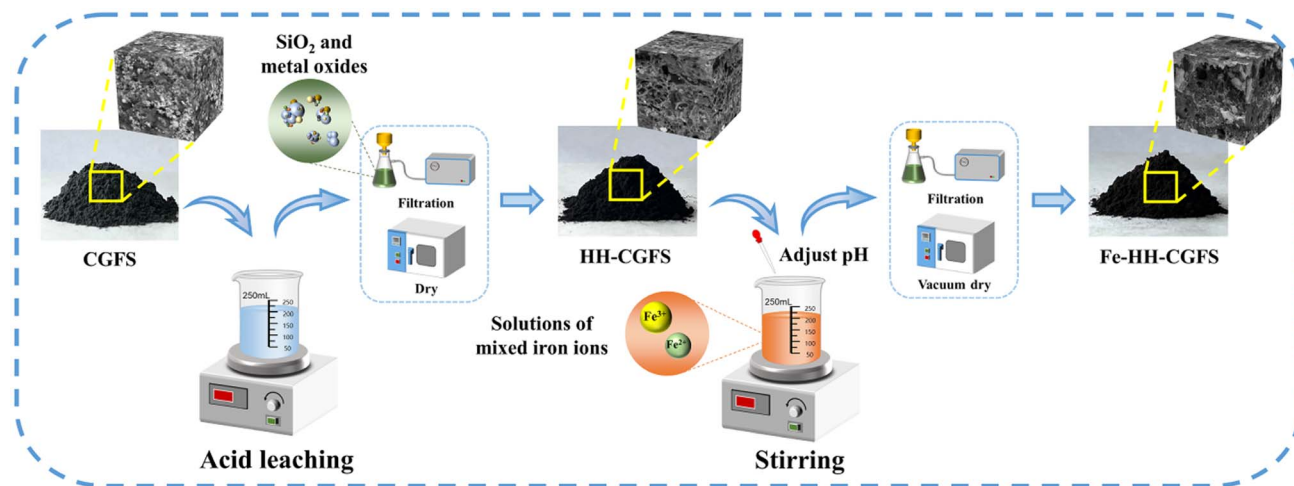 SiO₂ and
metal oxides
Filtration
Dry
CGFS
250mL
250
200
150
100
50
Acid leaching
HH-CGFS
Adjust pH
Solutions of
mixed iron ions
Fe³⁺
Fe²⁺
250mL
250
200
150
100
50
Stirring
Filtration
Vacuum dry
Fe-HH-CGFS